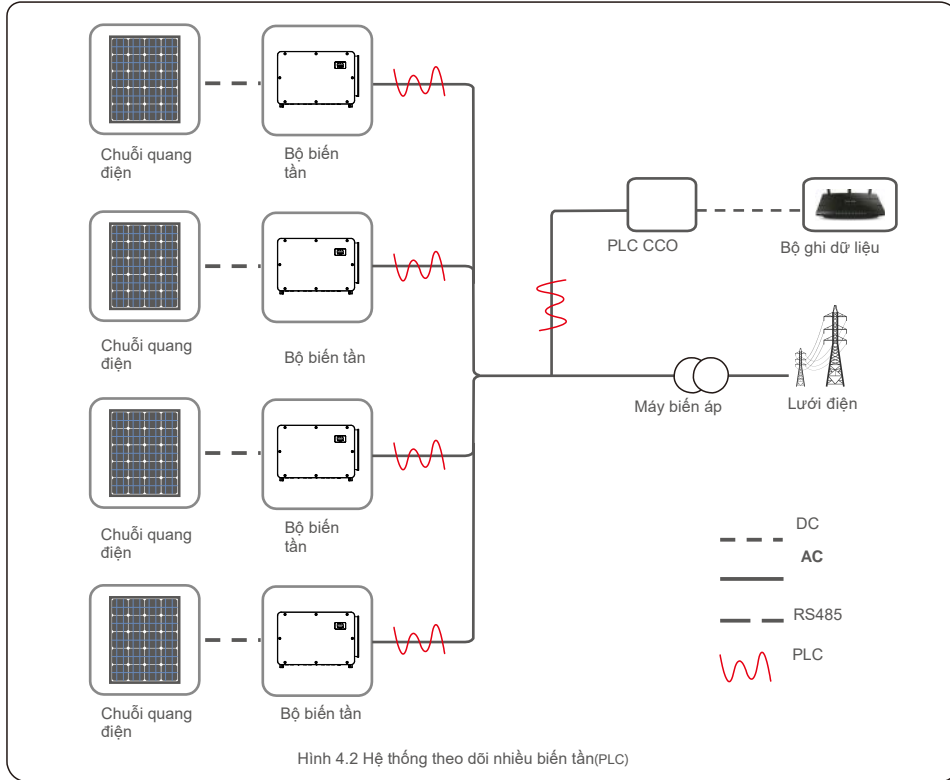 Chuỗi quang
điện
Bộ biến
tần
PLC CCO
Bộ ghi dữ liệu
Chuỗi quang
điện
Bộ biến tần
Máy biến áp
Lưới điện
Chuỗi quang
điện
Bộ biến
tần
DC
AC
RS485
PLC
Chuỗi quang
điện
Bộ biến tần
Hình 4.2 Hệ thống theo dõi nhiều biến tần(PLC)